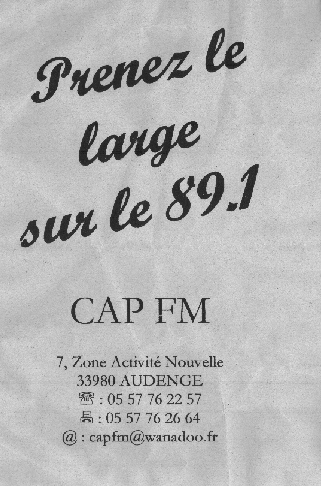 Prenez le
large
sur le 89.1
CAP FM
7, Zone Activité Nouvelle
33980 AUDENGE
☏ : 05 57 76 22 57
🖷 : 05 57 76 26 64
@ : capfm@wanadoo.fr